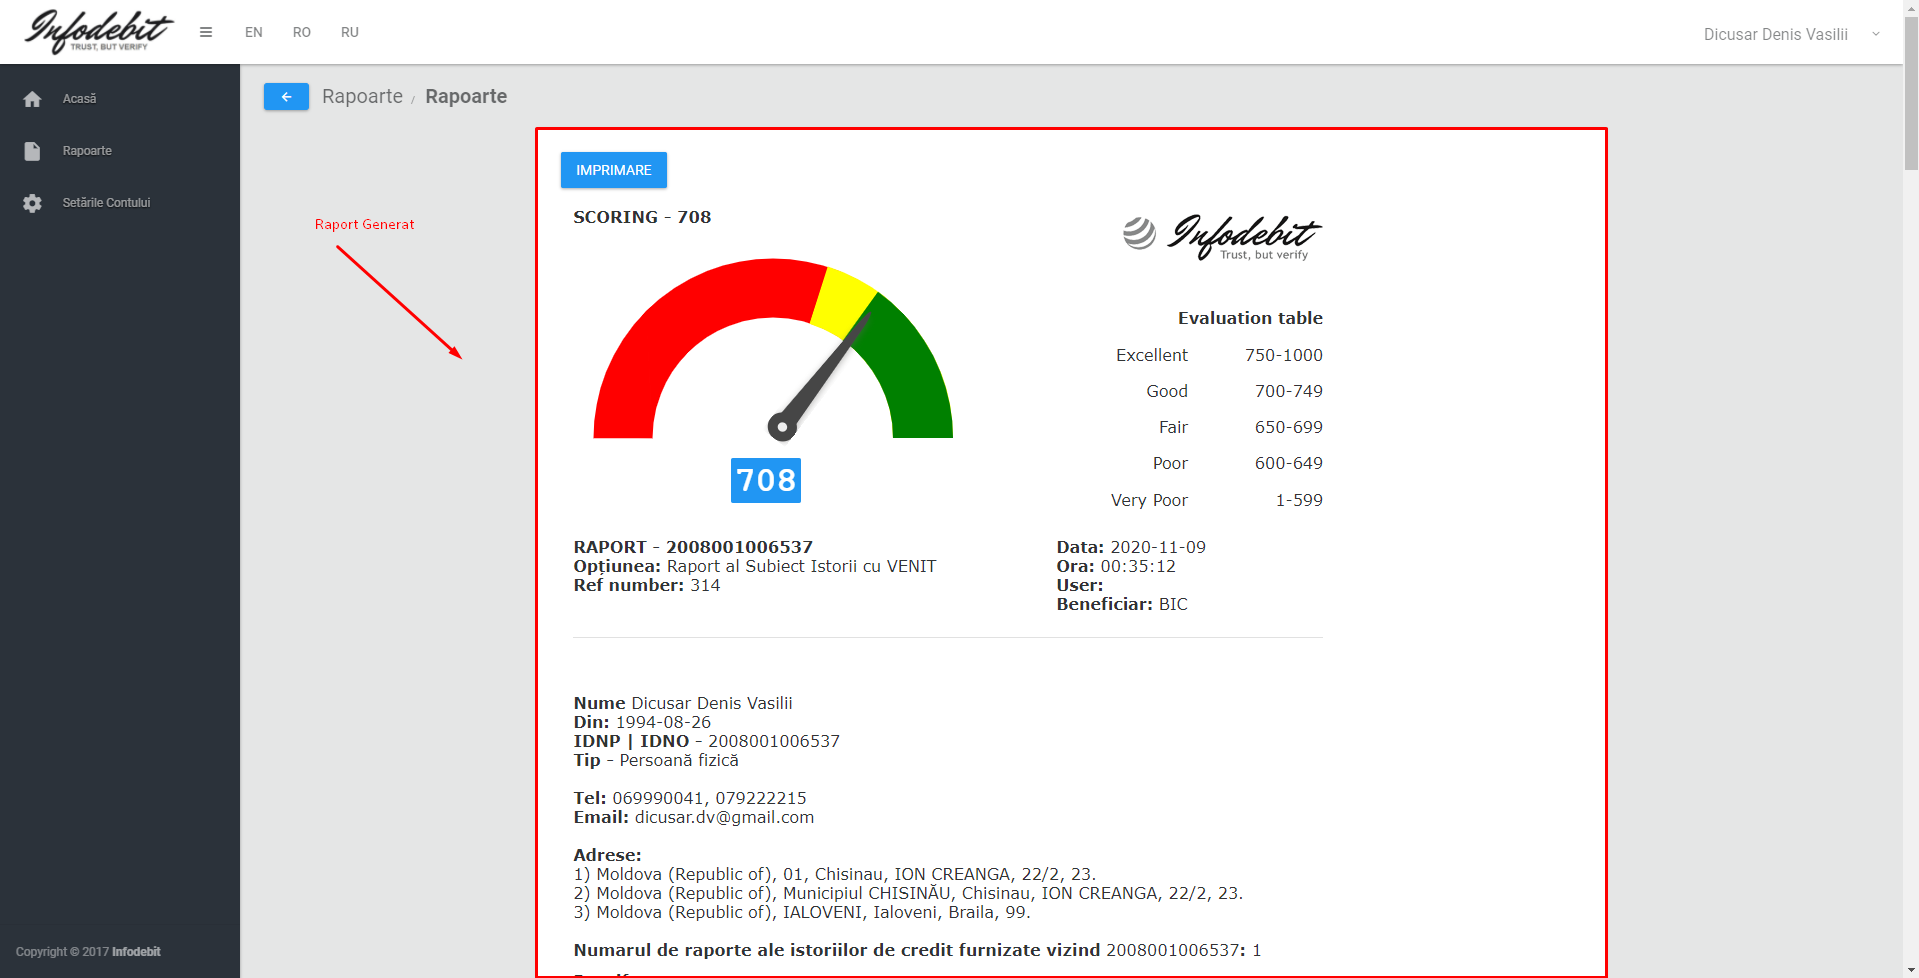 Infodebit
TRUST, BUT VERIFY
EN RO RU
Dicusar Denis Vasilii
Acasă
Rapoarte
Setările Contului
Rapoarte / Rapoarte
Raport Generat
IMPRIMARE
SCORING - 708
Infodebit
Trust, but verify
708
Evaluation table
Excellent 750-1000
Good 700-749
Fair 650-699
Poor 600-649
Very Poor 1-599
RAPORT - 2008001006537
Opțiunea: Raport al Subiect Istorii cu VENIT
Ref number: 314
Data: 2020-11-09
Ora: 00:35:12
User:
Beneficiar: BIC
Nume Dicusar Denis Vasilii
Din: 1994-08-26
IDNP | IDNO - 2008001006537
Tip - Persoană fizică
Tel: 069990041, 079222215
Email: dicusar.dv@gmail.com
Adrese:
1) Moldova (Republic of), 01, Chisinau, ION CREANGA, 22/2, 23.
2) Moldova (Republic of), Municipiul CHISINĂU, Chisinau, ION CREANGA, 22/2, 23.
3) Moldova (Republic of), IALOVENI, Ialoveni, Braila, 99.
Numarul de raporte ale istoriilor de credit furnizate vizind 2008001006537: 1
Copyright © 2017 Infodebit